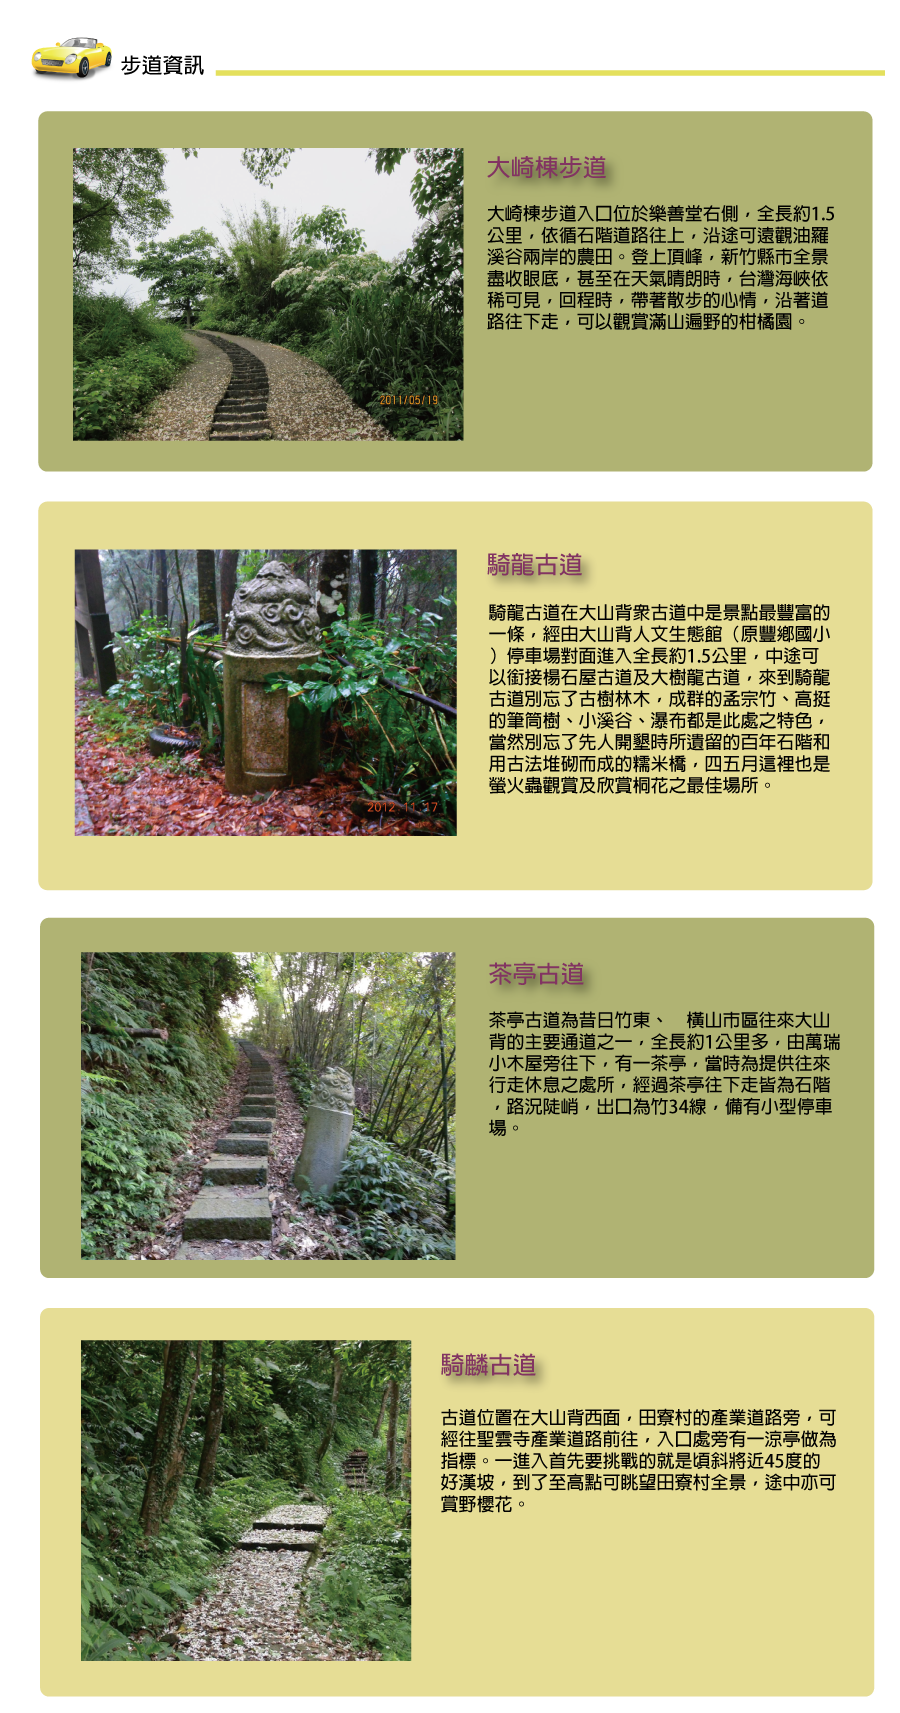 步道資訊
大崎棟步道
大崎棟步道入口位於樂善堂右側，全長約1.5
公里，依循石階道路往上，沿途可遠觀油羅
溪谷兩岸的農田。登上頂峰，新竹縣市全景
盡收眼底，甚至在天氣晴朗時，台灣海峽依
稀可見，回程時，帶著散步的心情，沿著道
路往下走，可以觀賞滿山遍野的柑橘園。
2011/05/19
騎龍古道
騎龍古道在大山背眾古道中是景點最豐富的
一條，經由大山背人文生態館（原豐鄉國小
）停車場對面進入全長約1.5公里，中途可
以銜接楊石屋古道及大樹龍古道，來到騎龍
古道別忘了古樹林木，成群的孟宗竹、高挺
的筆筒樹、小溪谷、瀑布都是此處之特色，
當然別忘了先人開墾時所遺留的百年石階和
用古法堆砌而成的糯米橋，四五月這裡也是
螢火蟲觀賞及欣賞桐花之最佳場所。
2012 11 17
茶亭古道
茶亭古道為昔日竹東、　橫山市區往來大山
背的主要通道之一，全長約1公里多，由萬瑞
小木屋旁往下，有一茶亭，當時為提供往來
行走休息之處所，經過茶亭往下走皆為石階
，路況陡峭，出口為竹34線，備有小型停車
場。
騎麟古道
古道位置在大山背西面，田寮村的產業道路旁，可
經往聖雲寺產業道路前往，入口處旁有一涼亭做為
指標。一進入首先要挑戰的就是頃斜將近45度的
好漢坡，到了至高點可眺望田寮村全景，途中亦可
賞野櫻花。